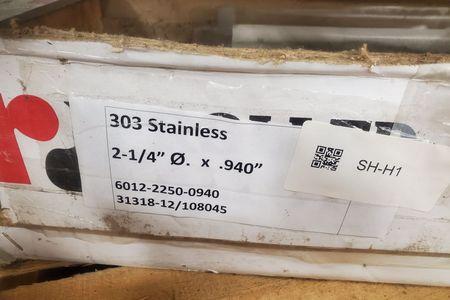 303 Stainless
2-1/4" Ø. x .940"
6012-2250-0940
31318-12/108045
SH-H1